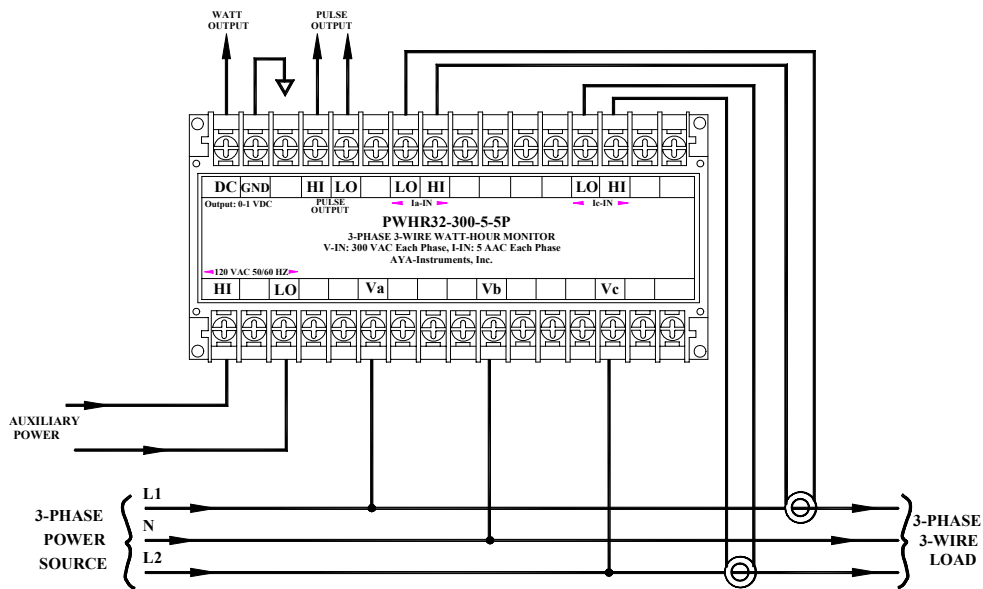 WATT
OUTPUT
PULSE
OUTPUT
DC GND HI LO LO HI LO HI
Output: 0-1 VDC
PULSE
OUTPUT
Ia-IN
Ic-IN
PWHR32-300-5-5P
3-PHASE 3-WIRE WATT-HOUR MONITOR
V-IN: 300 VAC Each Phase, I-IN: 5 AAC Each Phase
AYA-Instruments, Inc.
120 VAC 50/60 HZ
HI LO Va Vb Vc
AUXILIARY
POWER
3-PHASE
POWER
SOURCE
L1
N
L2
3-PHASE
3-WIRE
LOAD